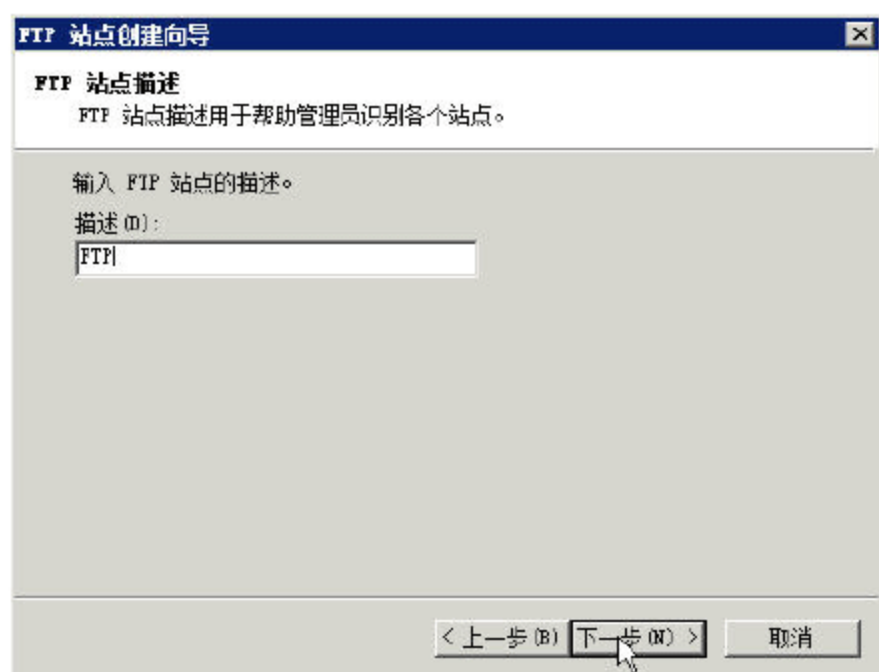 FTP 站点创建向导
FTP 站点描述
FTP 站点描述用于帮助管理员识别各个站点。
输入 FTP 站点的描述。
描述(D):
FTP
< 上一步(B) 下一步(N) > 取消